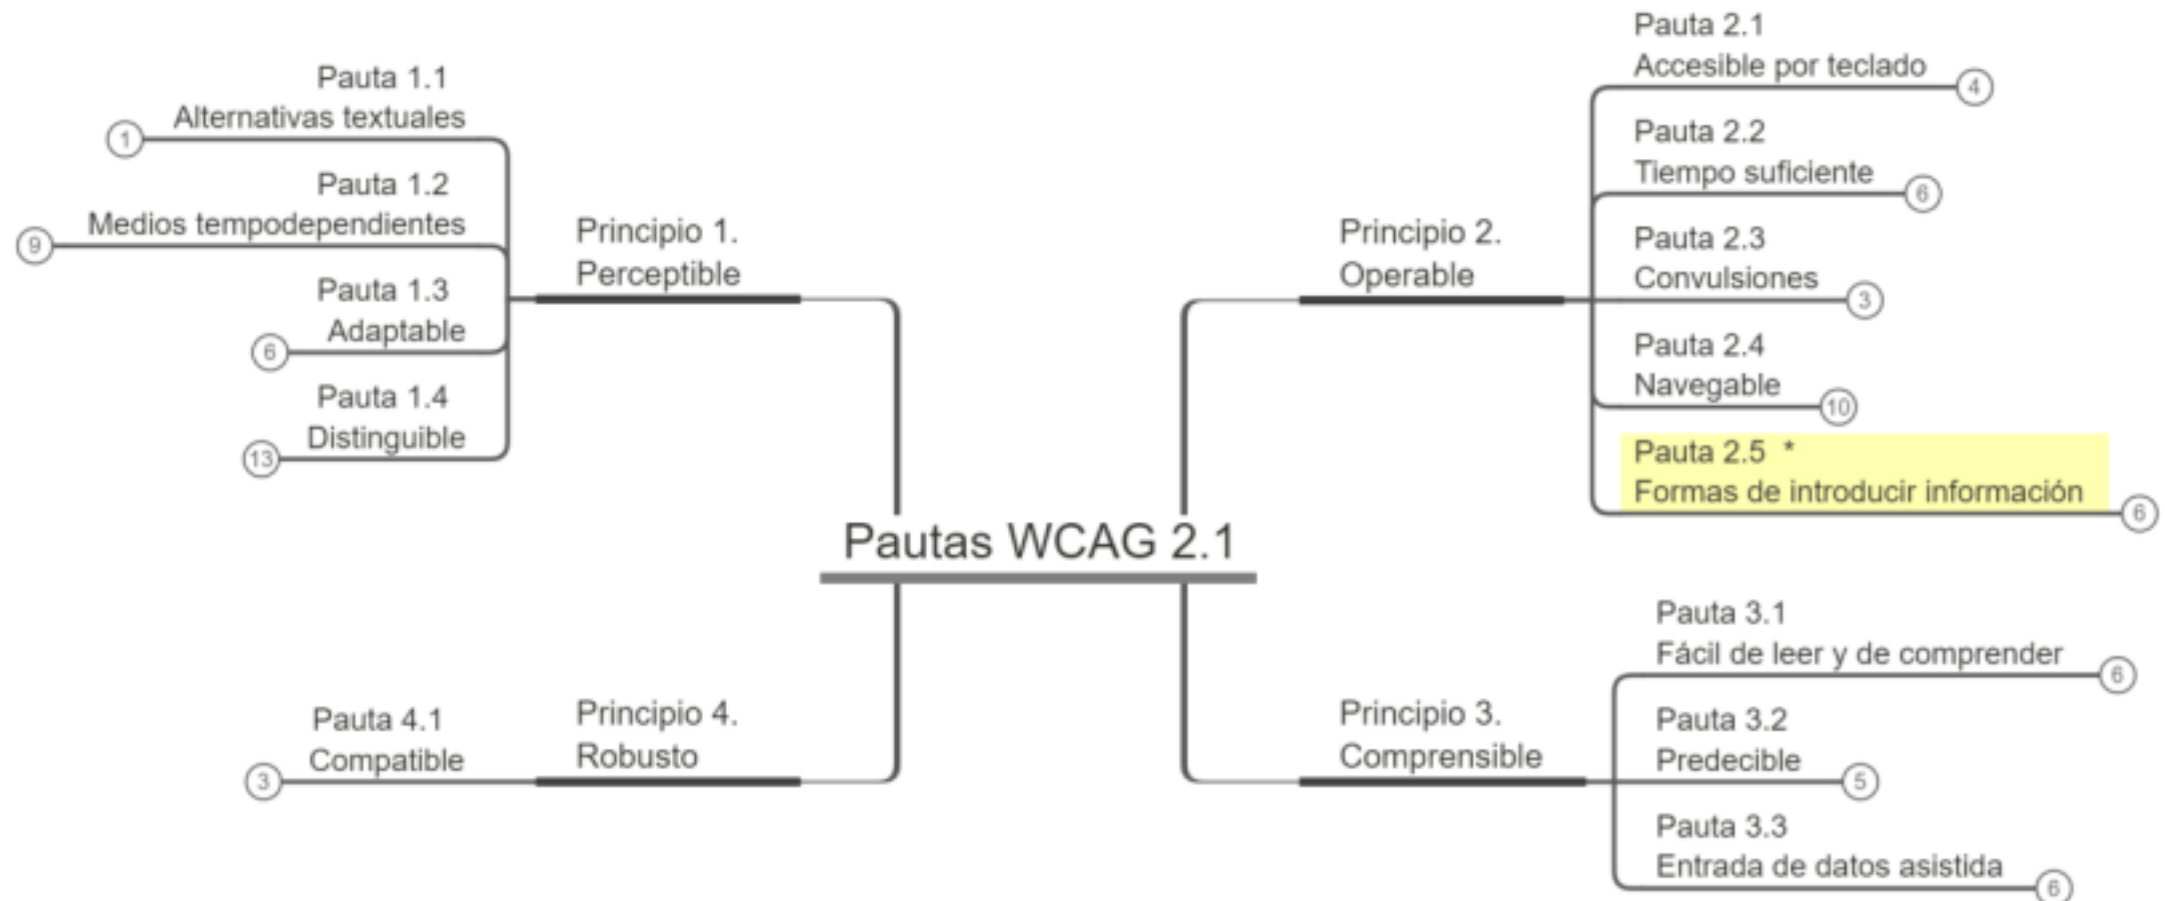 Pautas WCAG 2.1
Principio 1.
Perceptible
Pauta 1.1
Alternativas textuales
1
Pauta 1.2
Medios tempodependientes
9
Pauta 1.3
Adaptable
6
Pauta 1.4
Distinguible
13
Principio 2.
Operable
Pauta 2.1
Accesible por teclado
4
Pauta 2.2
Tiempo suficiente
6
Pauta 2.3
Convulsiones
3
Pauta 2.4
Navegable
10
Pauta 2.5 *
Formas de introducir información
6
Principio 3.
Comprensible
Pauta 3.1
Fácil de leer y de comprender
6
Pauta 3.2
Predecible
5
Pauta 3.3
Entrada de datos asistida
6
Principio 4.
Robusto
Pauta 4.1
Compatible
3